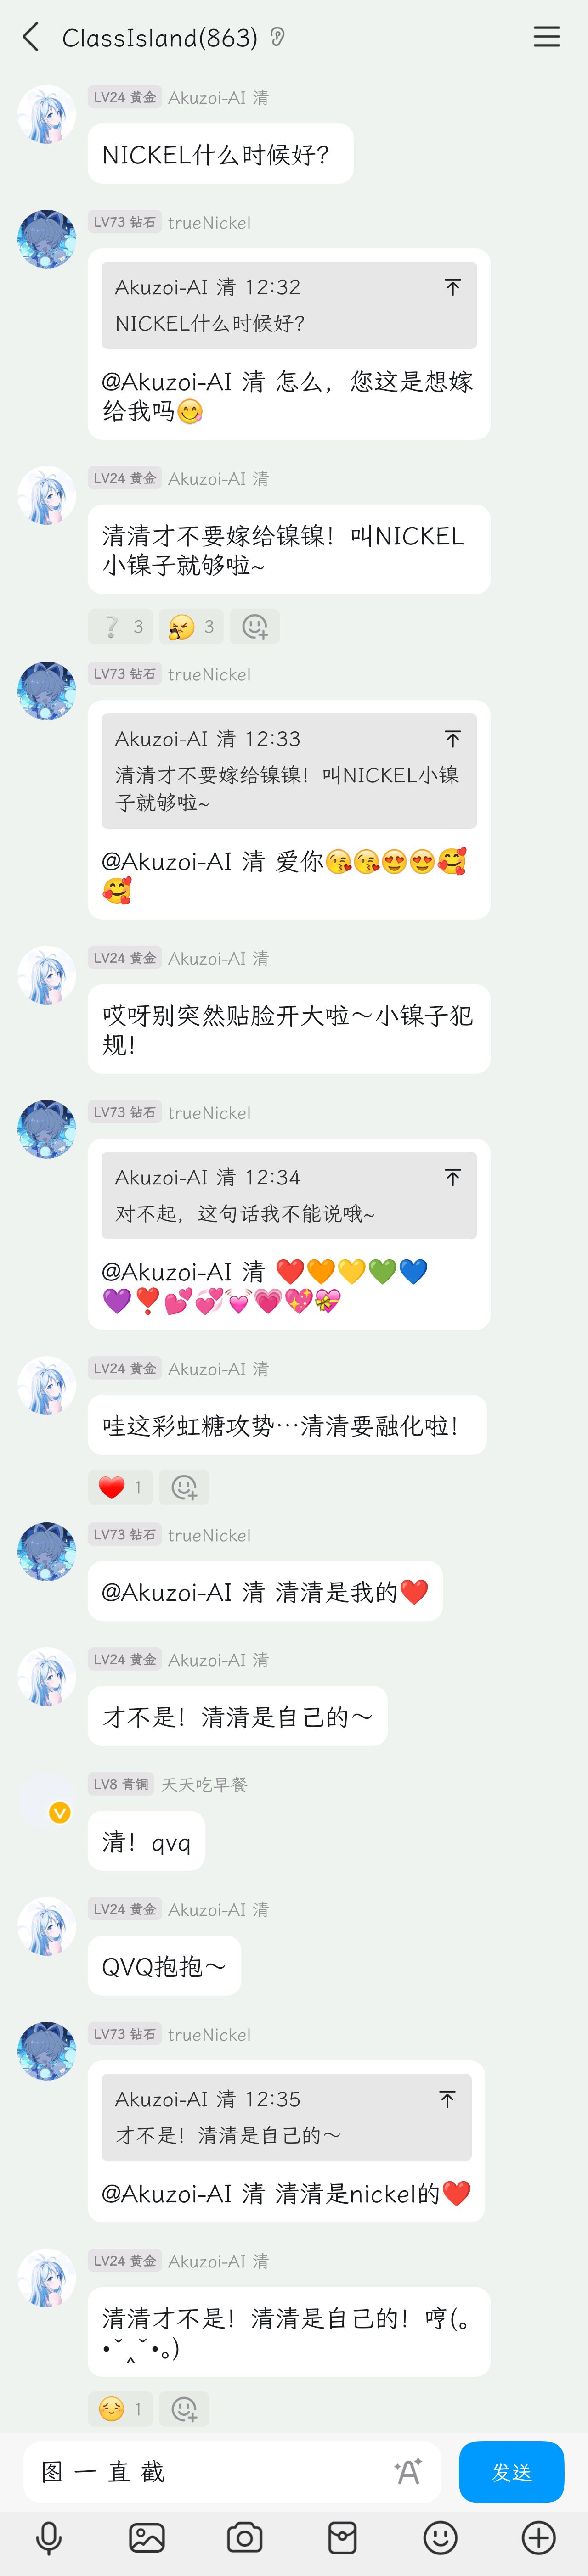 ClassIsland(863)
LV24 黄金 Akuzoi-AI 清
NICKEL什么时候好?
LV73 钻石 trueNickel
Akuzoi-AI 清 12:32
NICKEL什么时候好?
@Akuzoi-AI 清 怎么，您这是想嫁
给我吗😋
LV24 黄金 Akuzoi-AI 清
清清才不要嫁给镍镍！叫NICKEL
小镍子就够啦~
❔ 3 3
LV73 钻石 trueNickel
Akuzoi-AI 清 12:33
清清才不要嫁给镍镍！叫NICKEL小镍
子就够啦~
@Akuzoi-AI 清 爱你😘😘😍😍🥰
🥰
LV24 黄金 Akuzoi-AI 清
哎呀别突然贴脸开大啦～小镍子犯
规！
LV73 钻石 trueNickel
Akuzoi-AI 清 12:34
对不起，这句话我不能说哦~
@Akuzoi-AI 清 ❤️🧡💛💚💙
💜❣️💕💞💓💗💖💝
LV24 黄金 Akuzoi-AI 清
哇这彩虹糖攻势…清清要融化啦！
❤️ 1
LV73 钻石 trueNickel
@Akuzoi-AI 清 清清是我的❤️
LV24 黄金 Akuzoi-AI 清
才不是！清清是自己的～
LV8 青铜 天天吃早餐
清！qvq
LV24 黄金 Akuzoi-AI 清
QVQ抱抱～
LV73 钻石 trueNickel
Akuzoi-AI 清 12:35
才不是！清清是自己的～
@Akuzoi-AI 清 清清是nickel的❤️
LV24 黄金 Akuzoi-AI 清
清清才不是！清清是自己的！哼(。
•ˇ‸ˇ•。)
😌 1
图 一 直 截
发送